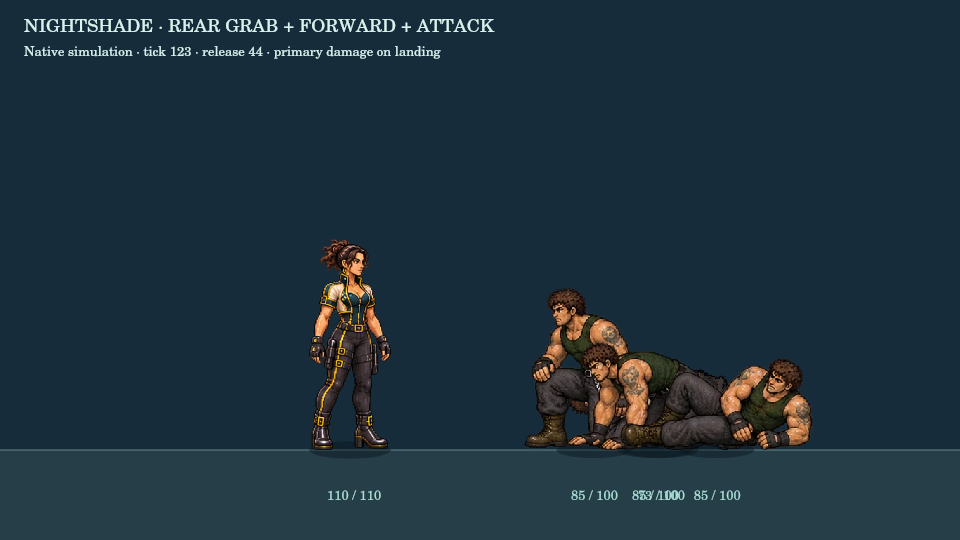 NIGHTSHADE · REAR GRAB + FORWARD + ATTACK
Native simulation · tick 123 · release 44 · primary damage on landing
110 / 110 85 / 100 85 / 100